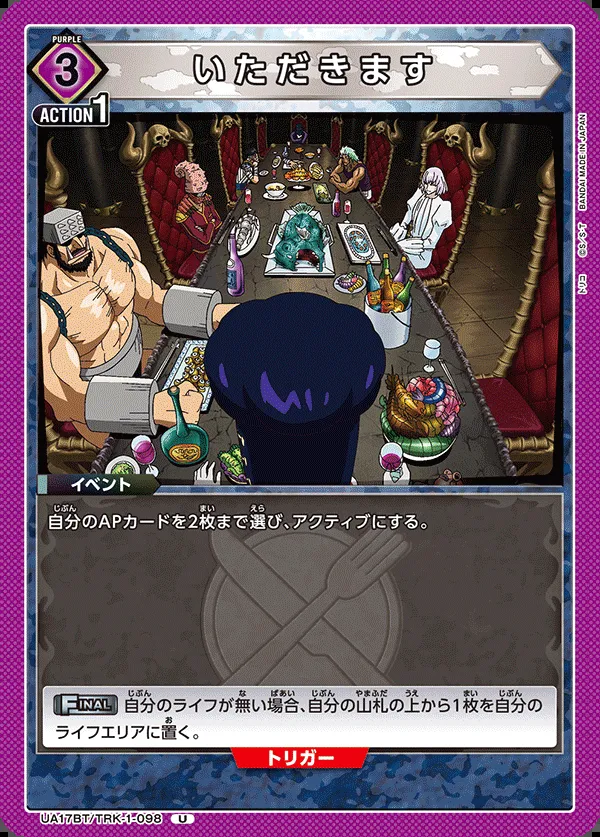 PURPLE
3
いただきます
ACTION 1
BANDAI MADE IN JAPAN
©S/S・T
トリコ
イベント
自分のAPカードを2枚まで選び、アクティブにする。
FINAL 自分のライフが無い場合、自分の山札の上から1枚を自分の
ライフエリアに置く。
トリガー
UA17BT/TRK-1-098 U